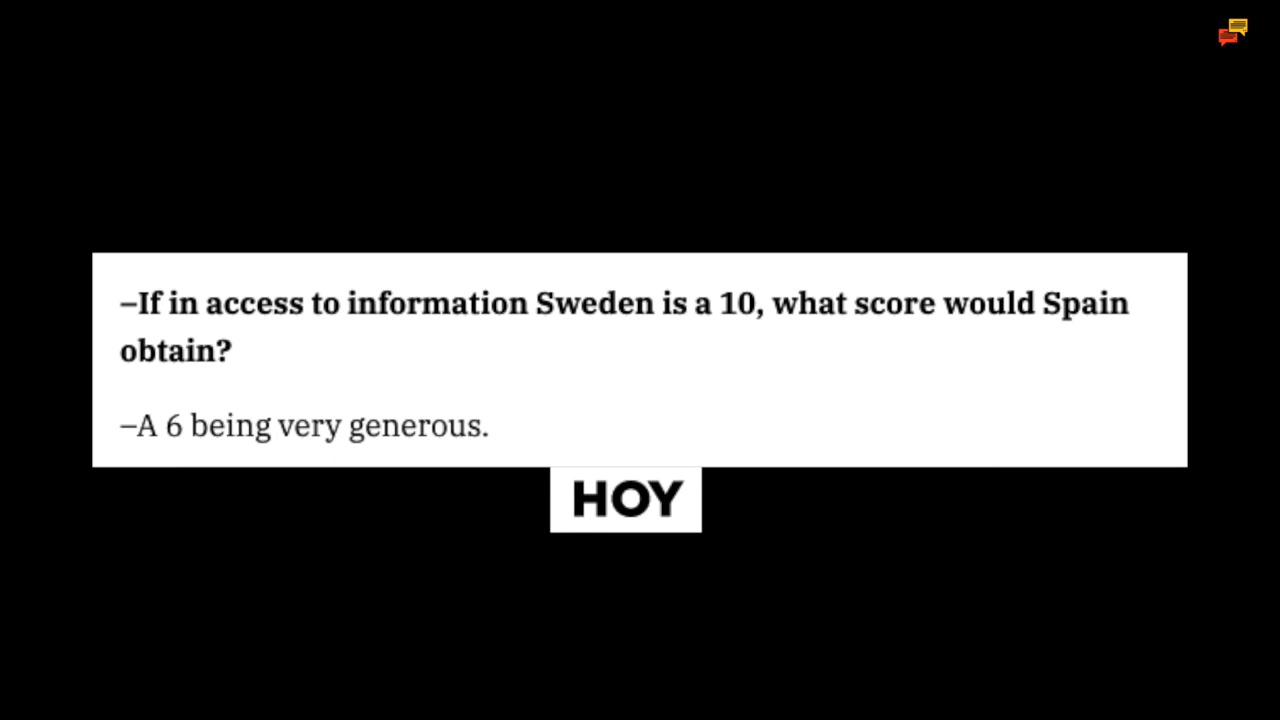 –If in access to information Sweden is a 10, what score would Spain
obtain?
–A 6 being very generous.
HOY